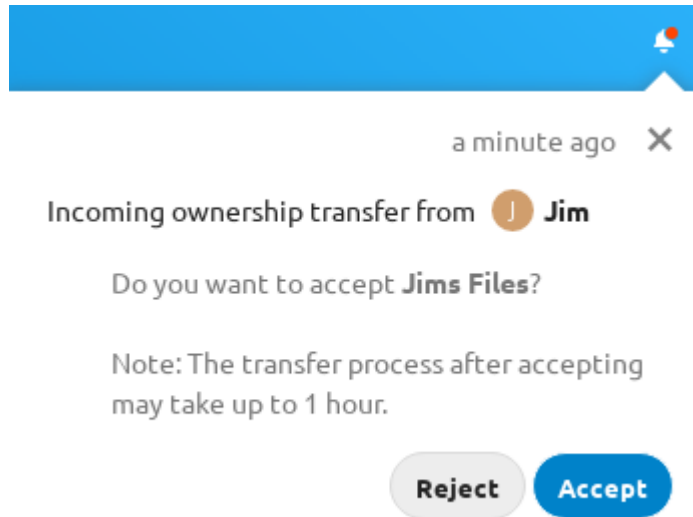 a minute ago
Incoming ownership transfer from J Jim
Do you want to accept Jims Files?
Note: The transfer process after accepting
may take up to 1 hour.
Reject Accept